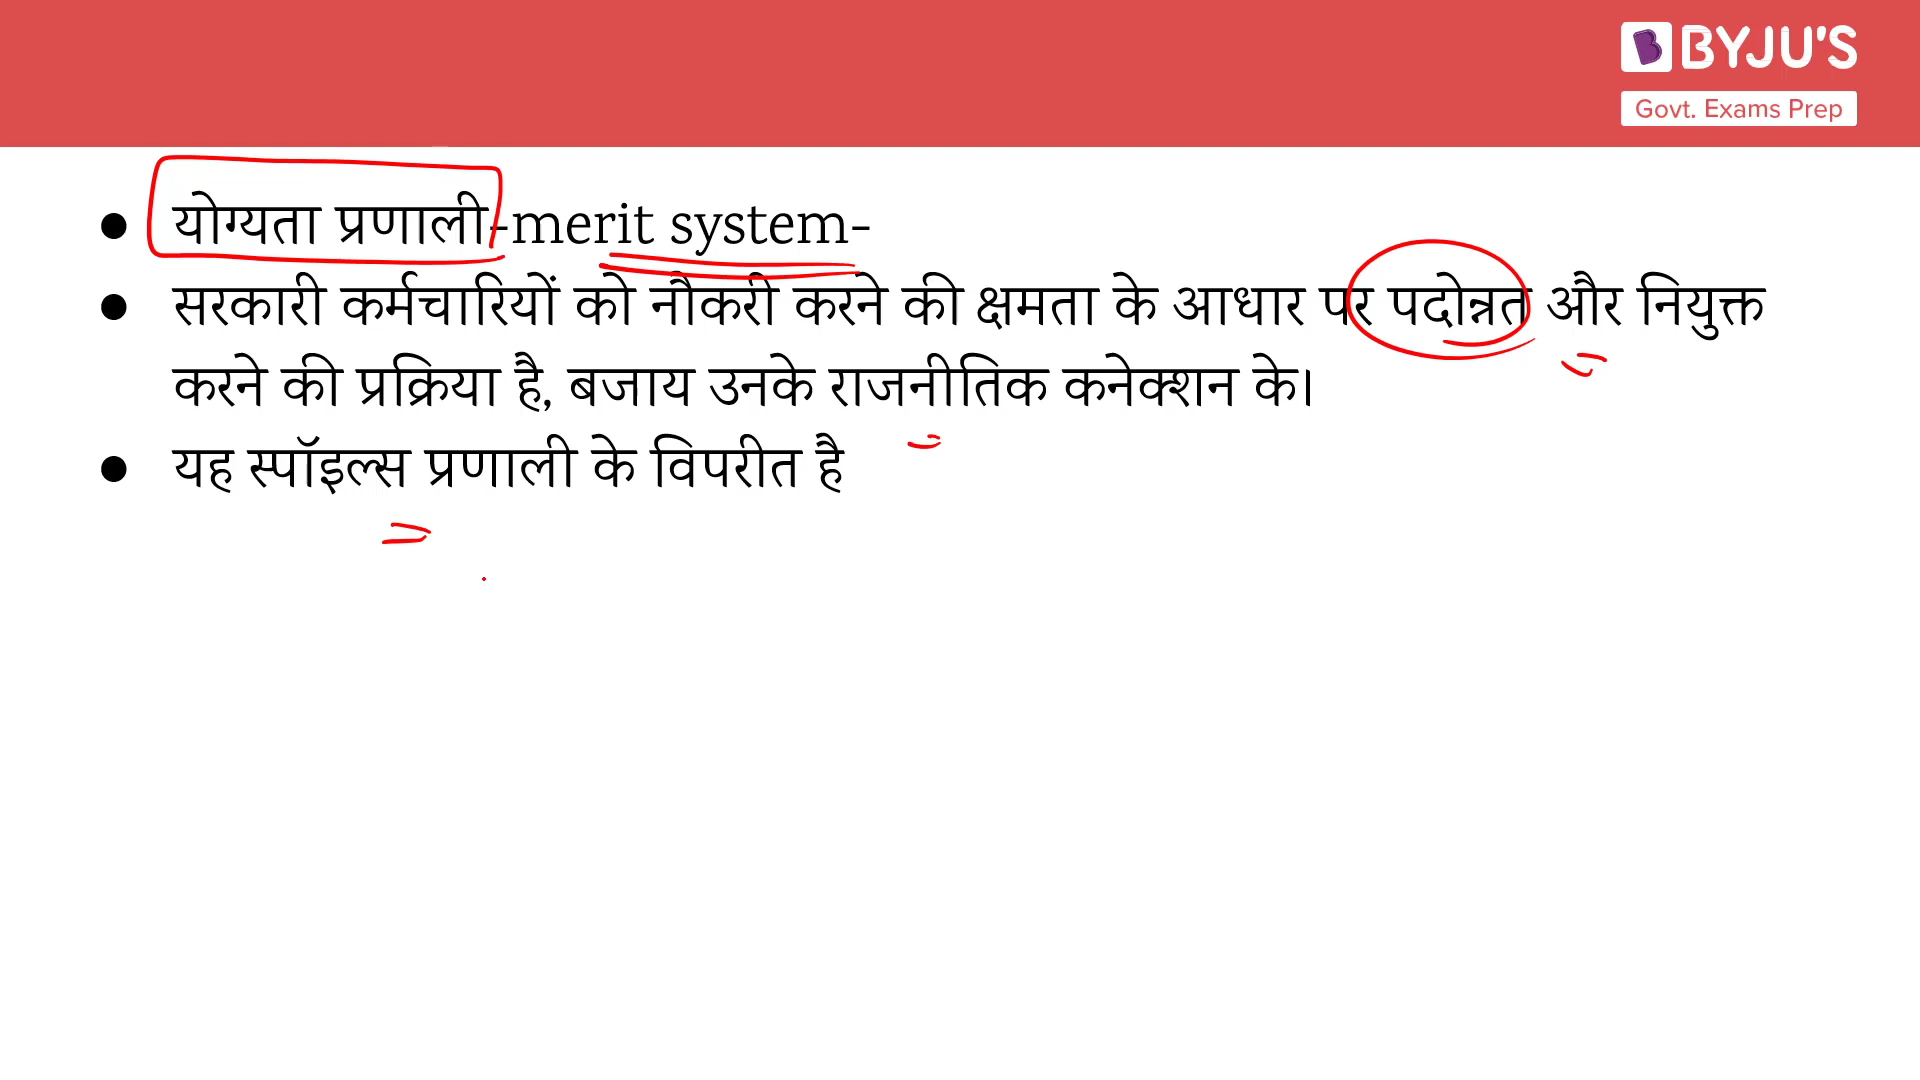 BYJU'S
Govt. Exams Prep
● योग्यता प्रणाली-merit system-
● सरकारी कर्मचारियों को नौकरी करने की क्षमता के आधार पर पदोन्नत और नियुक्त
करने की प्रक्रिया है, बजाय उनके राजनीतिक कनेक्शन के।
● यह स्पॉइल्स प्रणाली के विपरीत है